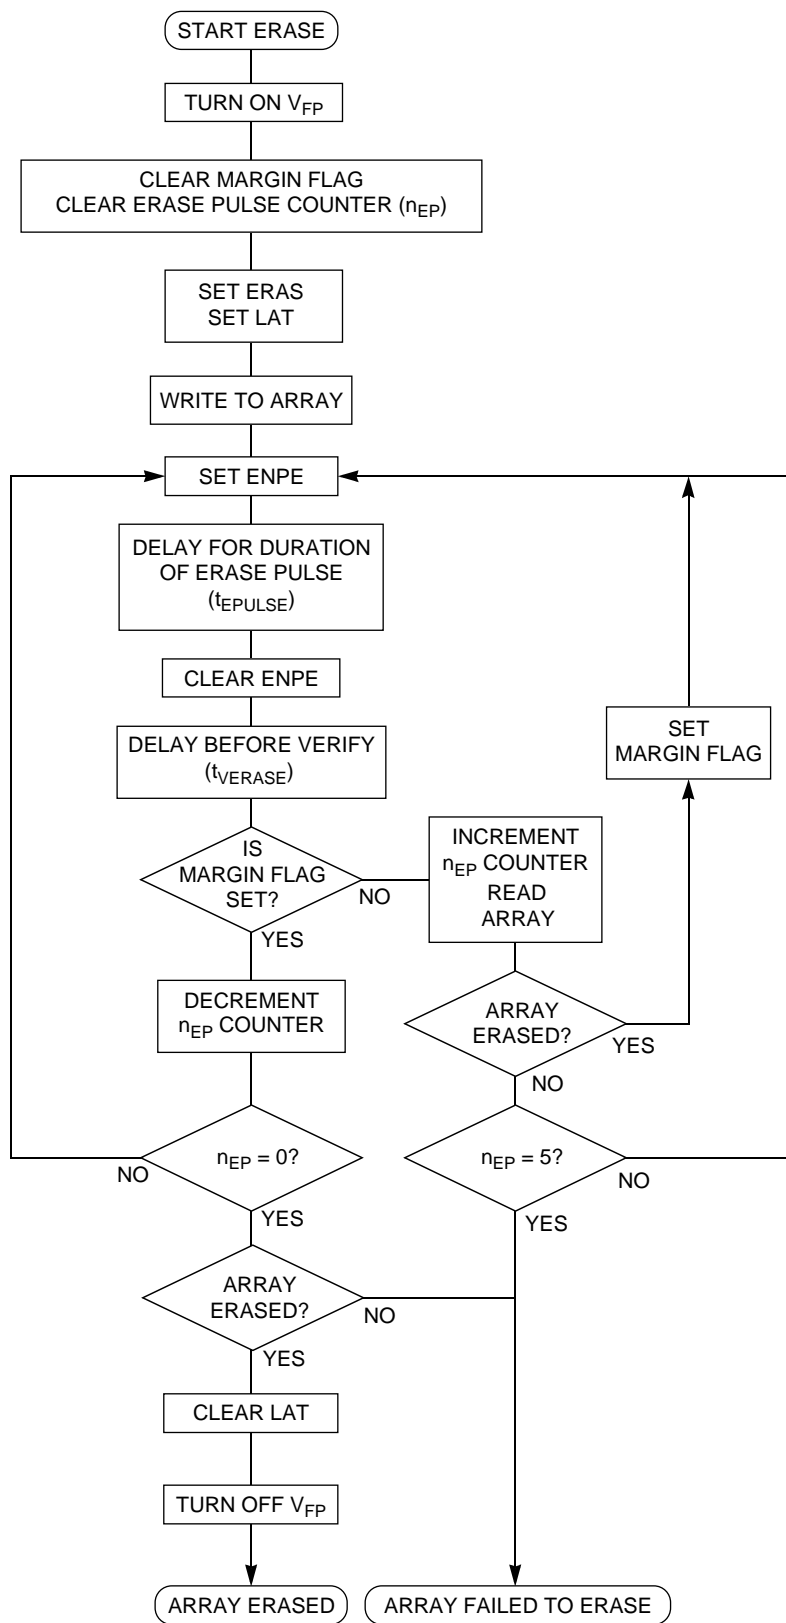 START ERASE
TURN ON VFP
CLEAR MARGIN FLAG
CLEAR ERASE PULSE COUNTER (nEP)
SET ERAS
SET LAT
WRITE TO ARRAY
SET ENPE
DELAY FOR DURATION
OF ERASE PULSE
(tEPULSE)
CLEAR ENPE
DELAY BEFORE VERIFY
(tVERASE)
SET
MARGIN FLAG
IS
MARGIN FLAG
SET?
NO
YES
INCREMENT
nEP COUNTER
READ
ARRAY
DECREMENT
nEP COUNTER
ARRAY
ERASED?
YES
NO
nEP = 0?
NO
YES
nEP = 5?
NO
YES
ARRAY
ERASED?
NO
YES
CLEAR LAT
TURN OFF VFP
ARRAY ERASED
ARRAY FAILED TO ERASE